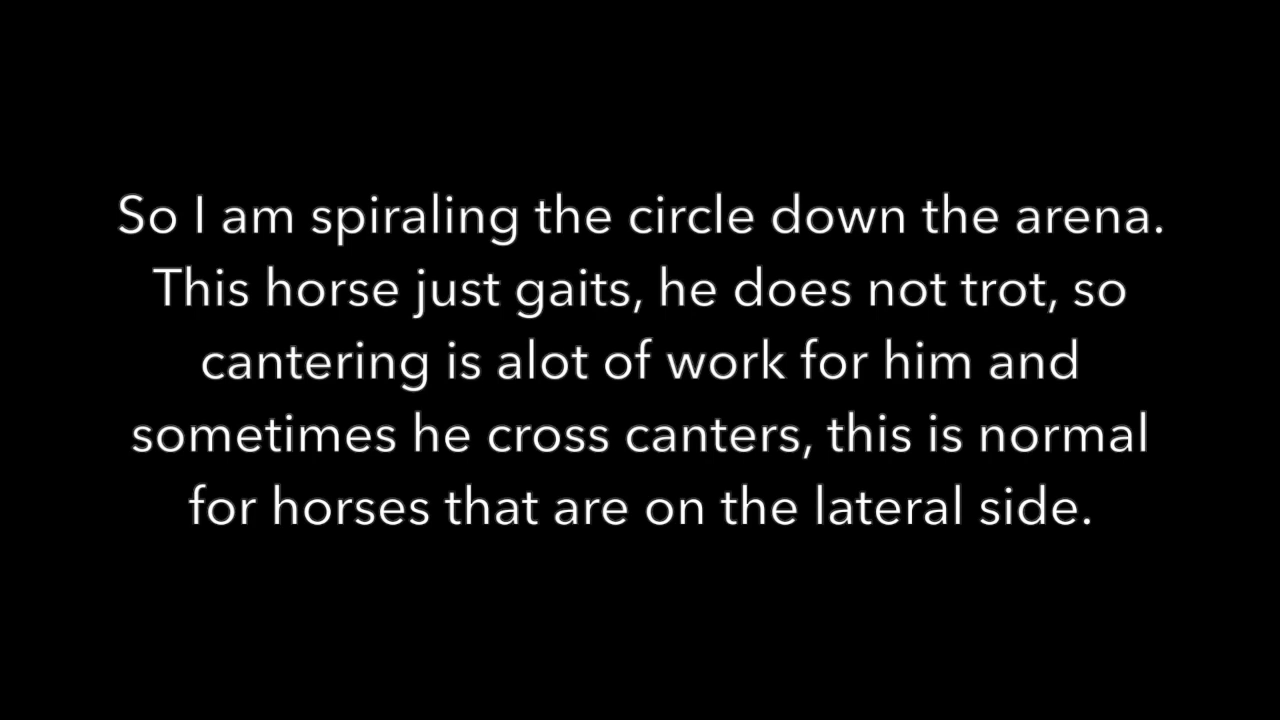 So I am spiraling the circle down the arena.
This horse just gaits, he does not trot, so
cantering is alot of work for him and
sometimes he cross canters, this is normal
for horses that are on the lateral side.